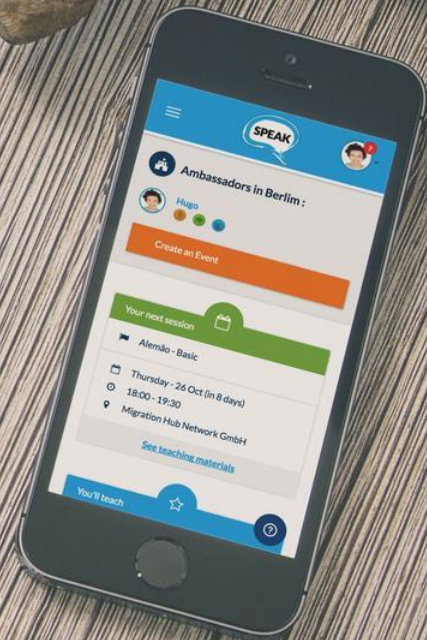 SPEAK
7
Ambassadors in Berlim :
Hugo
Create an Event
Your next session
Alemão - Basic
Thursday - 26 Oct (in 8 days)
18:00 - 19:30
Migration Hub Network GmbH
See teaching materials
You'll teach
?